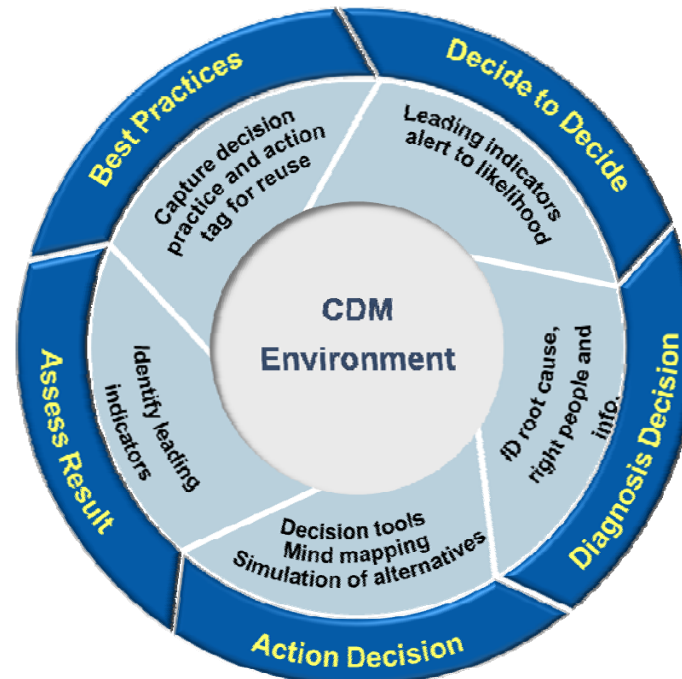 Best Practices
Decide to Decide
Capture decision
practice and action
tag for reuse
Leading indicators
alert to likelihood
CDM
Environment
Identify leading
indicators
fD root cause,
right people and
info.
Decision tools
Mind mapping
Simulation of alternatives
Assess Result
Diagnosis Decision
Action Decision